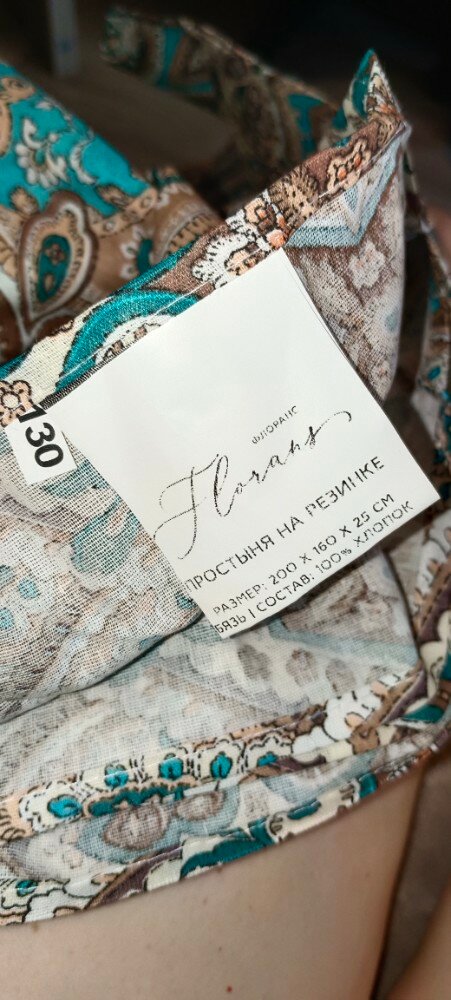 ФЛОРАНС
Florans
ПРОСТЫНЯ НА РЕЗИНКЕ
РАЗМЕР: 200 X 160 X 25 СМ
БЯЗЬ | СОСТАВ: 100% ХЛОПОК
130